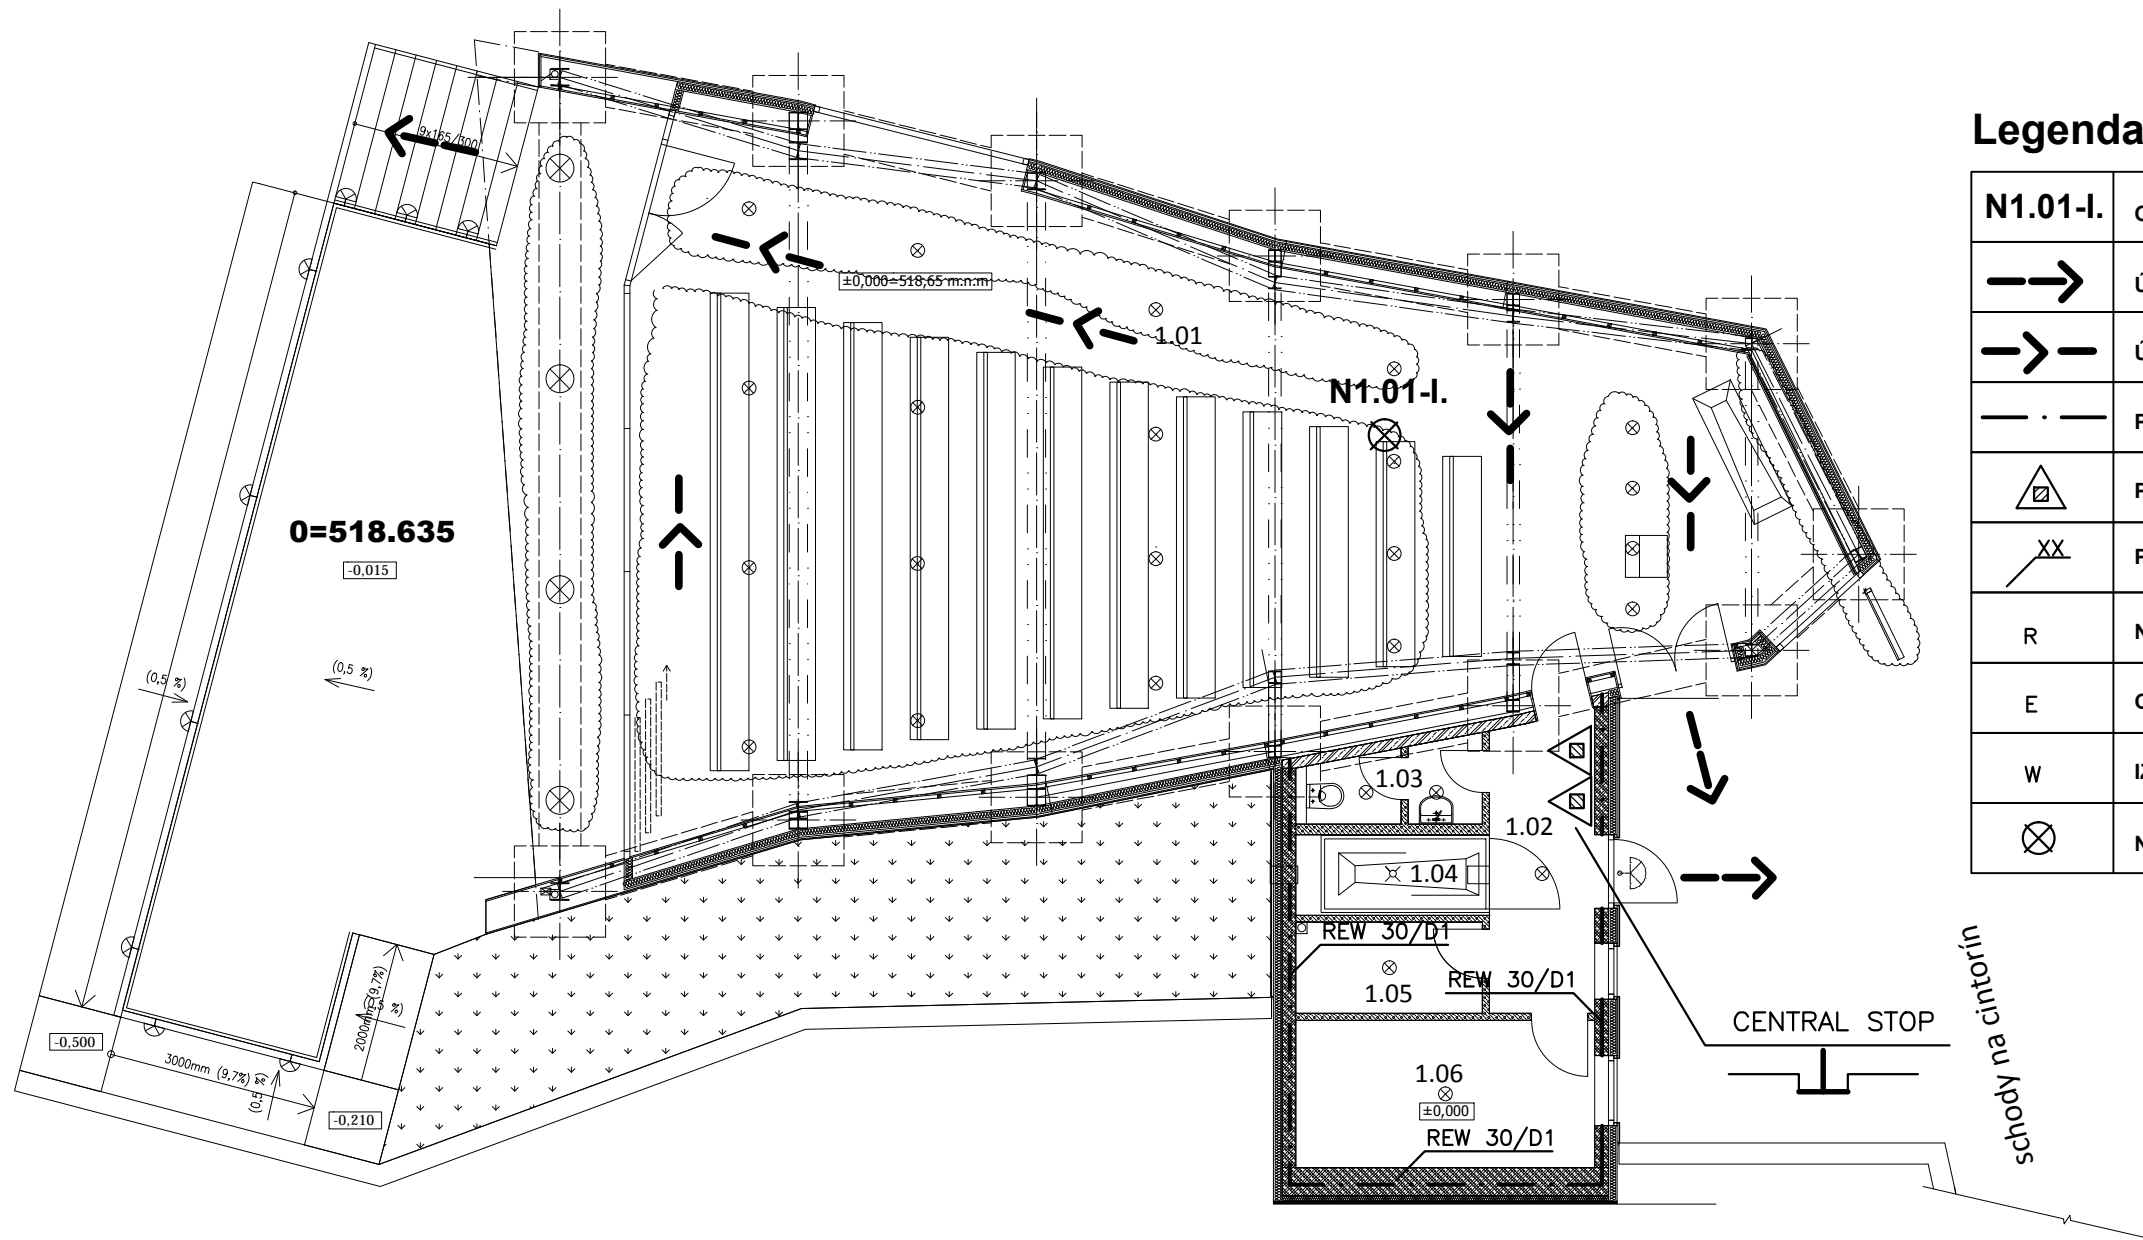 Legenda
N1.01-I.
R
E
W
XX
9x165/300
±0,000=518,65 m.n.m
1.01
N1.01-I.
0=518.635
-0,015
(0,5 %)
(0,5 %)
1.03
1.02
1.04
REW 30/D1
REW 30/D1
1.05
CENTRAL STOP
1.06
±0,000
REW 30/D1
schody na cintorín
-0,500
3000mm (9,7%)
2000mm (9,7%)
-0,210